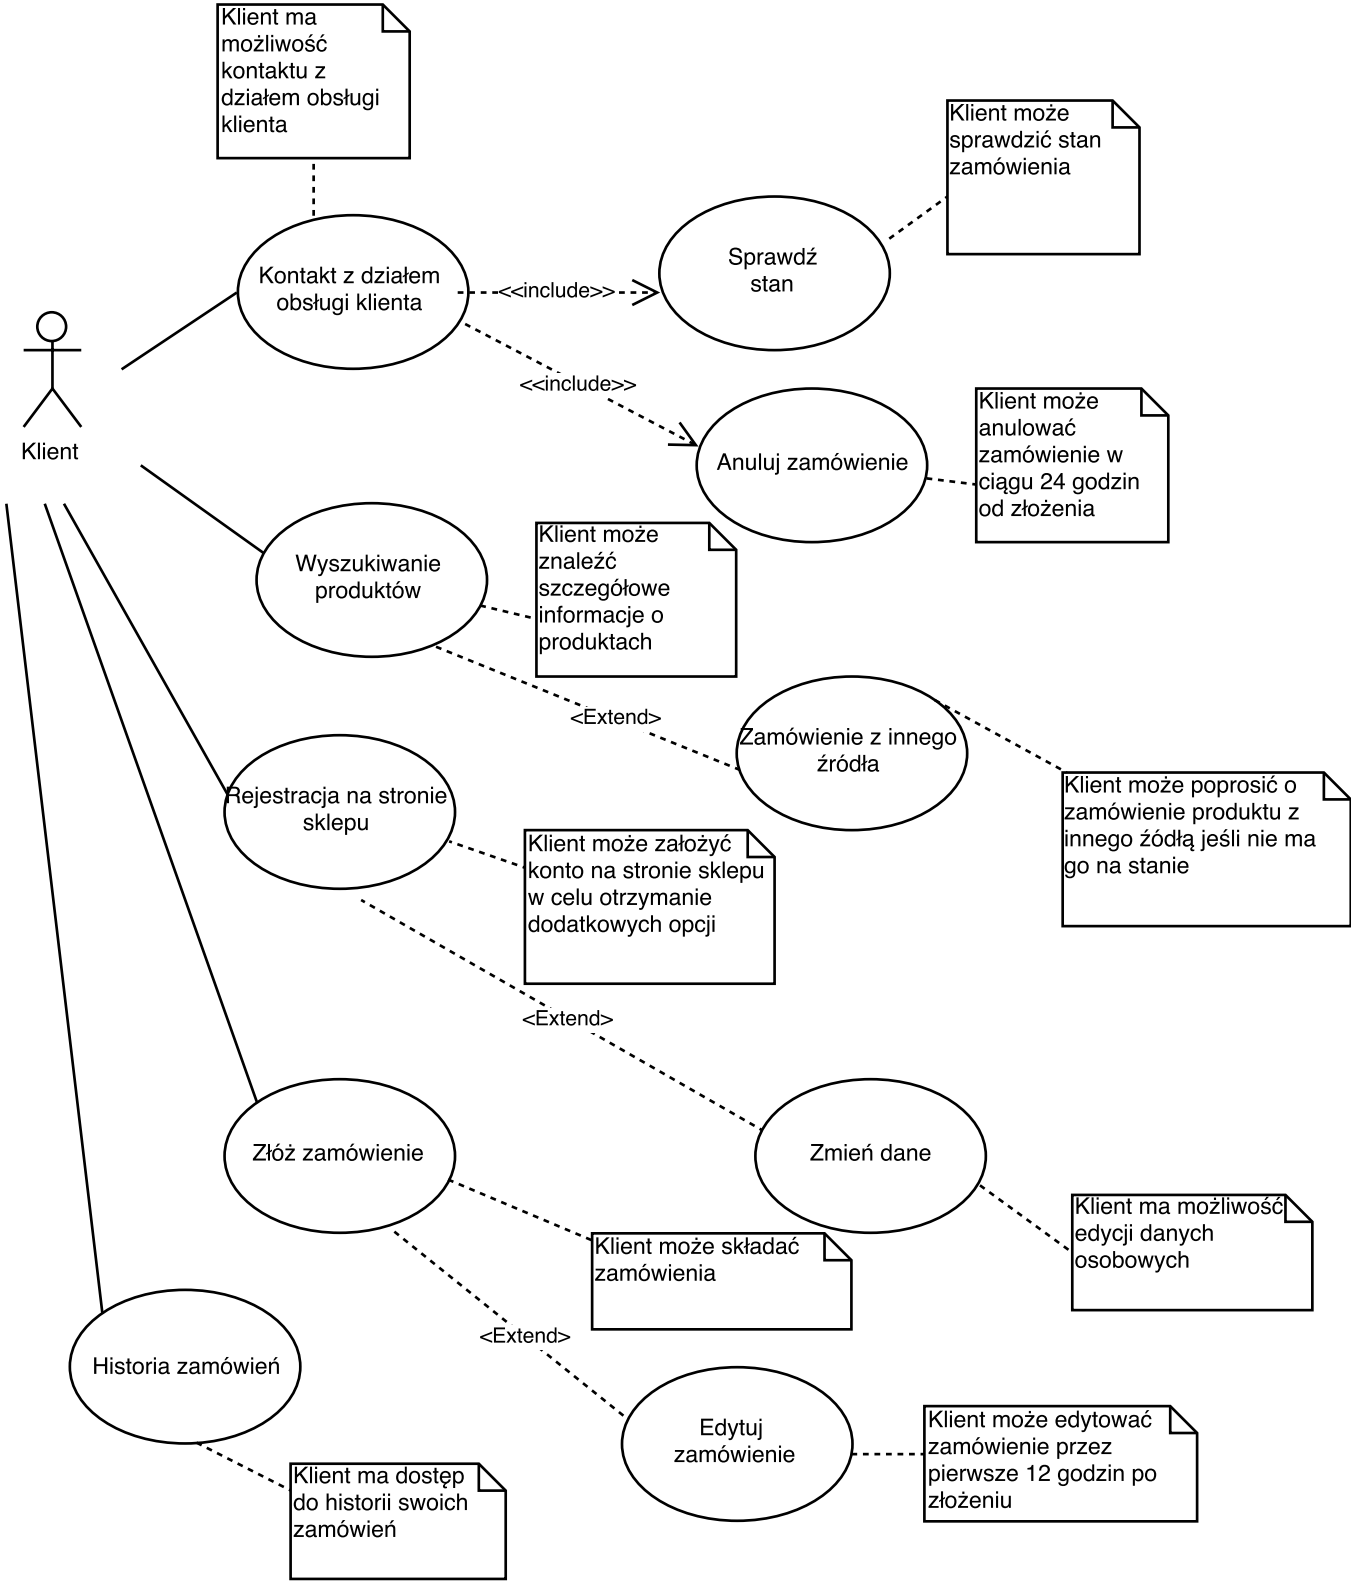 Klient ma
możliwość
kontaktu z
działem obsługi
klienta
Klient może
sprawdzić stan
zamówienia
Kontakt z działem
obsługi klienta
<<include>>
Sprawdź
stan
<<include>>
Klient
Anuluj zamówienie
Klient może
anulować
zamówienie w
ciągu 24 godzin
od złożenia
Wyszukiwanie
produktów
Klient może
znaleźć
szczegółowe
informacje o
produktach
<Extend>
Zamówienie z innego
źródła
Klient może poprosić o
zamówienie produktu z
innego źódłą jeśli nie ma
go na stanie
Rejestracja na stronie
sklepu
Klient może założyć
konto na stronie sklepu
w celu otrzymanie
dodatkowych opcji
<Extend>
Złóż zamówienie
Zmień dane
Klient ma możliwość
edycji danych
osobowych
Klient może składać
zamówienia
<Extend>
Historia zamówień
Edytuj
zamówienie
Klient może edytować
zamówienie przez
pierwsze 12 godzin po
złożeniu
Klient ma dostęp
do historii swoich
zamówień